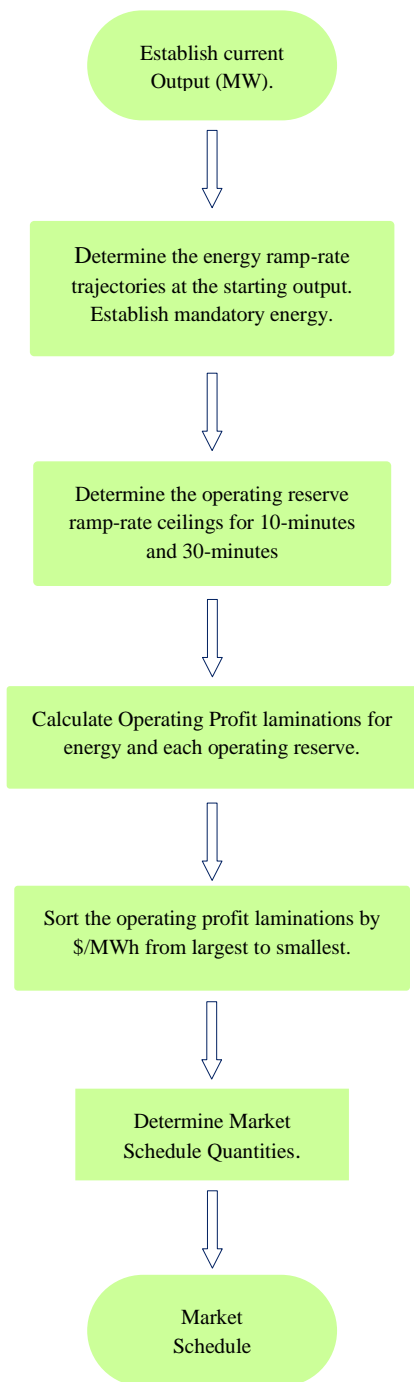 Establish current
Output (MW).
Determine the energy ramp-rate
trajectories at the starting output.
Establish mandatory energy.
Determine the operating reserve
ramp-rate ceilings for 10-minutes
and 30-minutes
Calculate Operating Profit laminations for
energy and each operating reserve.
Sort the operating profit laminations by
$/MWh from largest to smallest.
Determine Market
Schedule Quantities.
Market
Schedule